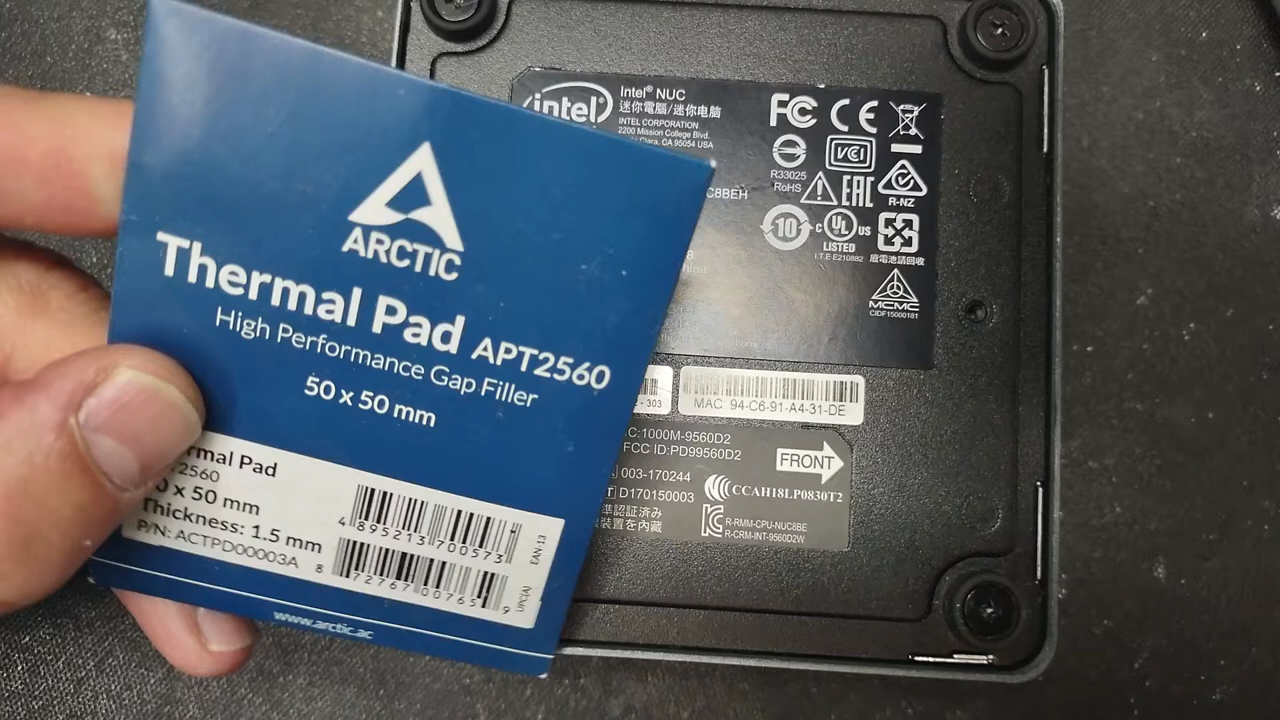 ARCTIC
Thermal Pad APT2560
High Performance Gap Filler
50 x 50 mm
rmal Pad
2560
0 x 50 mm
Thickness: 1.5 mm
P/N: ACTPD00003A
4 895213 700573
EAN-13
8 72767 00765 9
UPC(A)
www.arctic.ac
intel
Intel® NUC
迷你電腦/迷你电脑
INTEL CORPORATION
2200 Mission College Blvd.
Clara, CA 95054 USA
C8BEH
8
hina
FC CE
VCI
R33025
RoHS
EAC
R-NZ
10
C UL US
LISTED
I.T.E E210882
廢電池請回收
MCMC
CIDF15000181
- 303
MAC 94-C6-91-A4-31-DE
C:1000M-9560D2
FCC ID:PD99560D2
FRONT
003-170244
T D170150003
CCAH18LP0830T2
準認証済み
装置を内蔵
R-RMM-CPU-NUC8BE
R-CRM-INT-9560D2W